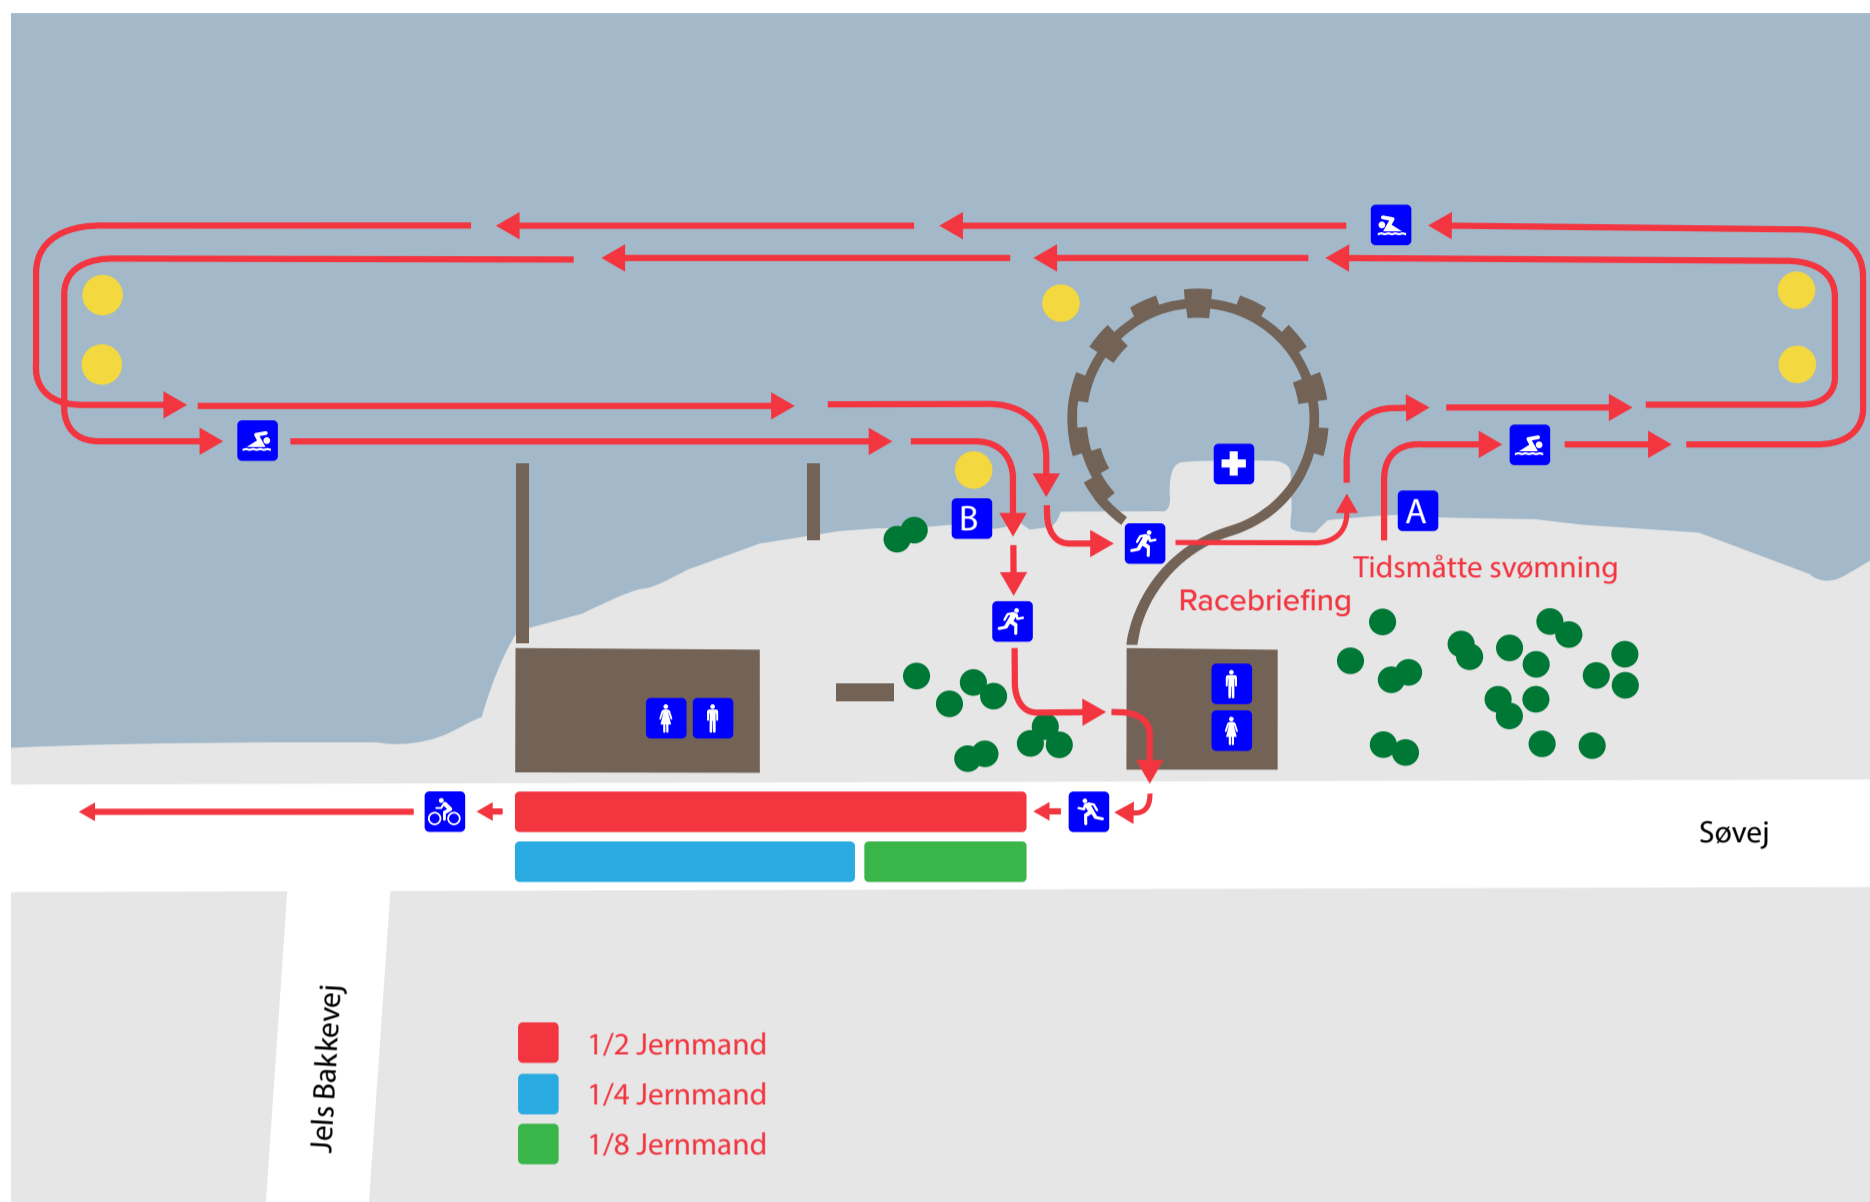 B
A
Tidsmåtte svømning
Racebriefing
Søvej
Jels Bakkevej
1/2 Jernmand
1/4 Jernmand
1/8 Jernmand